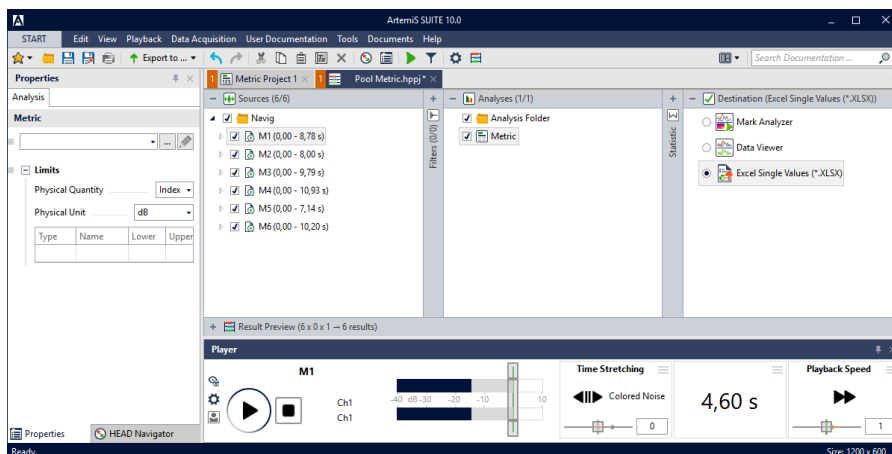 ArtemiS SUITE 10.0
START Edit View Playback Data Acquisition User Documentation Tools Documents Help
Export to ... Search Documentation ...
Properties
Analysis
Metric
...
Limits
Physical Quantity Index
Physical Unit dB
Type Name Lower Upper
Properties HEAD Navigator
1 Metric Project 1 1 Pool Metric.hppj *
Sources (6/6)
Navig
M1 (0,00 - 8,78 s)
M2 (0,00 - 8,00 s)
M3 (0,00 - 9,79 s)
M4 (0,00 - 10,93 s)
M5 (0,00 - 7,14 s)
M6 (0,00 - 10,20 s)
Filters (0/0)
Analyses (1/1)
Analysis Folder
Metric
Statistic
Destination (Excel Single Values (*.XLSX))
Mark Analyzer
Data Viewer
Excel Single Values (*.XLSX)
Result Preview (6 x 0 x 1 → 6 results)
Player
M1
Ch1
Ch1
-40 dB -30 -20 -10 10
Time Stretching
Colored Noise
0
4,60 s
Playback Speed
1
Ready.
Size: 1200 x 600